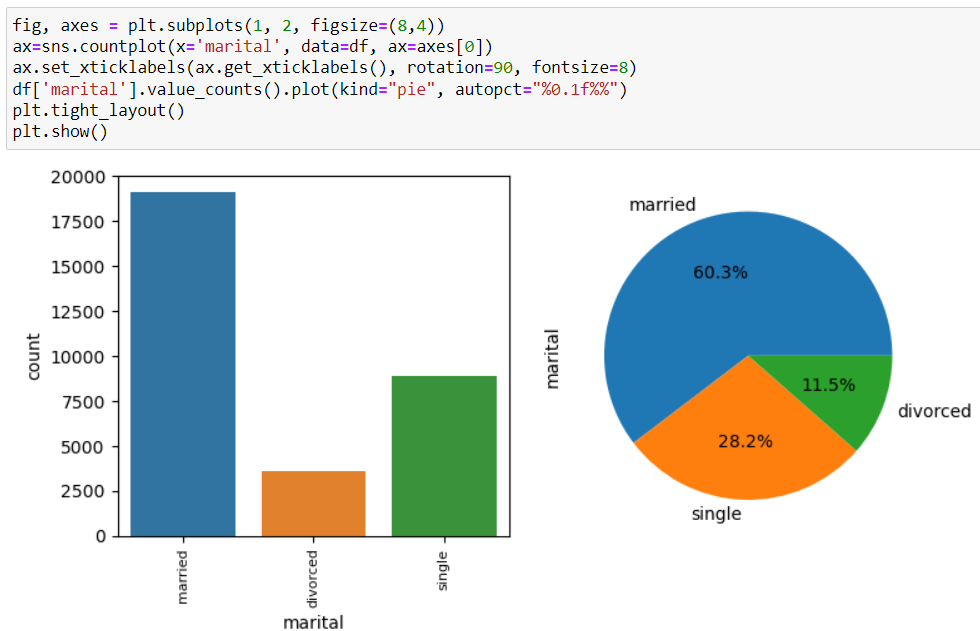 fig, axes = plt.subplots(1, 2, figsize=(8,4))
ax=sns.countplot(x='marital', data=df, ax=axes[0])
ax.set_xticklabels(ax.get_xticklabels(), rotation=90, fontsize=8)
df['marital'].value_counts().plot(kind="pie", autopct="%0.1f%%")
plt.tight_layout()
plt.show()
20000
17500
15000
12500
10000
7500
5000
2500
0
count
married
divorced
single
marital
marital
married
60.3%
11.5%
divorced
28.2%
single